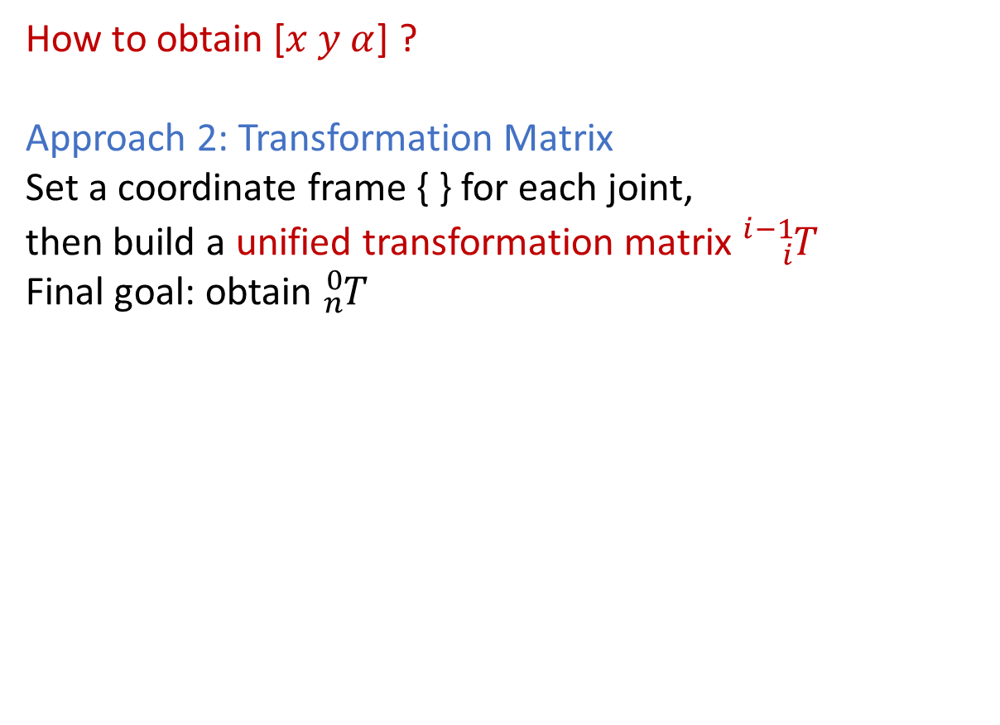 How to obtain [𝑥 𝑦 𝛼] ?
Approach 2: Transformation Matrix
Set a coordinate frame { } for each joint,
then build a unified transformation matrix $^{i-1}_{i}T$
Final goal: obtain $^{0}_{n}T$